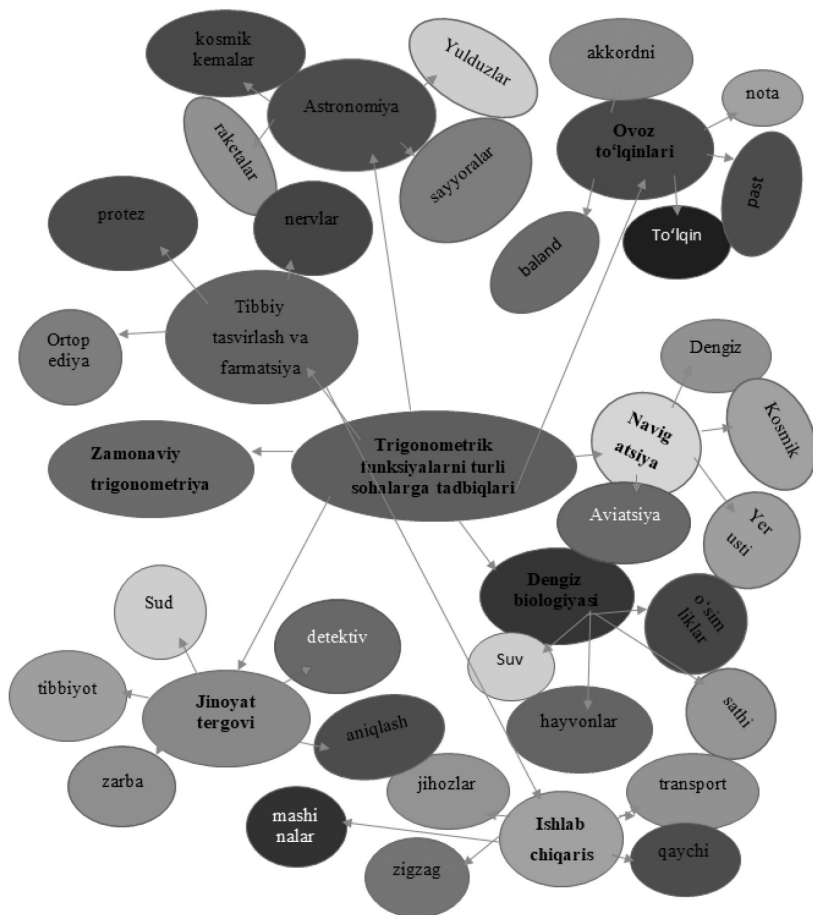 kosmik
kemalar
Yulduzlar
akkordni
nota
Astronomiya
Ovoz
to‘lqinlari
raketalar
sayyoralar
past
protez
nervlar
To‘lqin
baland
Tibbiy
tasvirlash va
farmatsiya
Ortop
ediya
Dengiz
Navig
atsiya
Kosmik
Zamonaviy
trigonometriya
Trigonometrik
funksiyalarni turli
sohalarga tadbiqlari
Aviatsiya
Yer
usti
Dengiz
biologiyasi
o‘sim
liklar
Sud
detektiv
Suv
tibbiyot
Jinoyat
tergovi
aniqlash
hayvonlar
sathi
zarba
jihozlar
transport
mashi
nalar
Ishlab
chiqaris
qaychi
zigzag